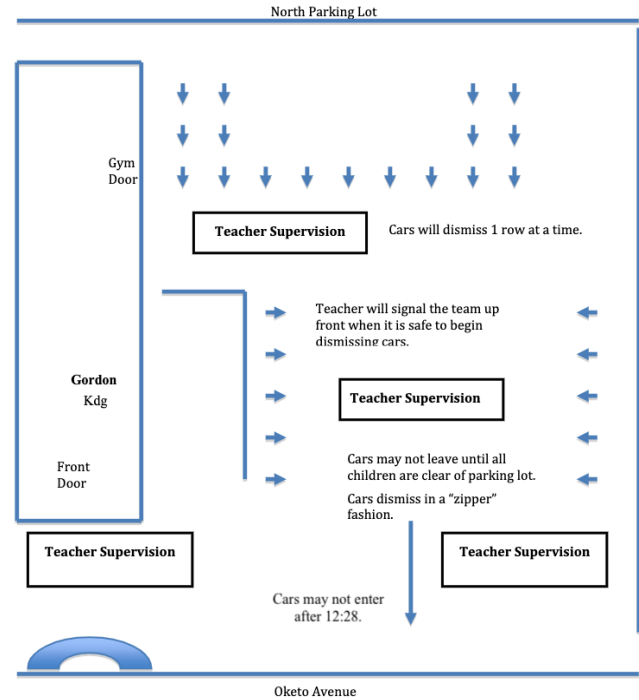 North Parking Lot
Gym
Door
Teacher Supervision
Cars will dismiss 1 row at a time.
Teacher will signal the team up
front when it is safe to begin
dismissing cars.
Gordon
Kdg
Teacher Supervision
Front
Door
Cars may not leave until all
children are clear of parking lot.
Cars dismiss in a “zipper”
fashion.
Teacher Supervision
Teacher Supervision
Cars may not enter
after 12:28.
Oketo Avenue